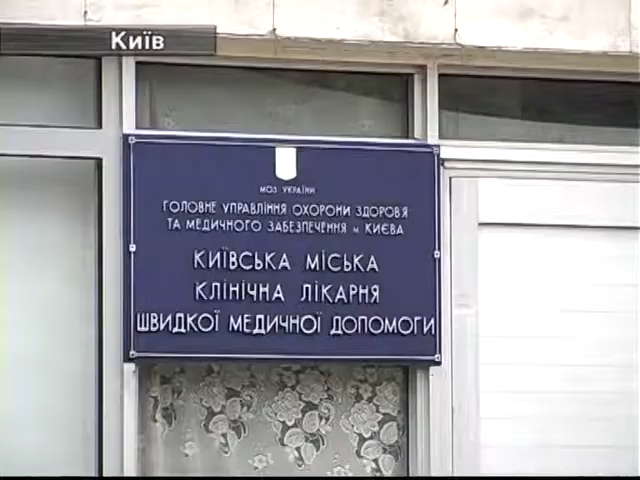 Київ
МОЗ УКРАЇНИ
ГОЛОВНЕ УПРАВЛІННЯ ОХОРОНИ ЗДОРОВ'Я
ТА МЕДИЧНОГО ЗАБЕЗПЕЧЕННЯ м КИЄВА
КИЇВСЬКА МІСЬКА
КЛІНІЧНА ЛІКАРНЯ
ШВИДКОЇ МЕДИЧНОЇ ДОПОМОГИ